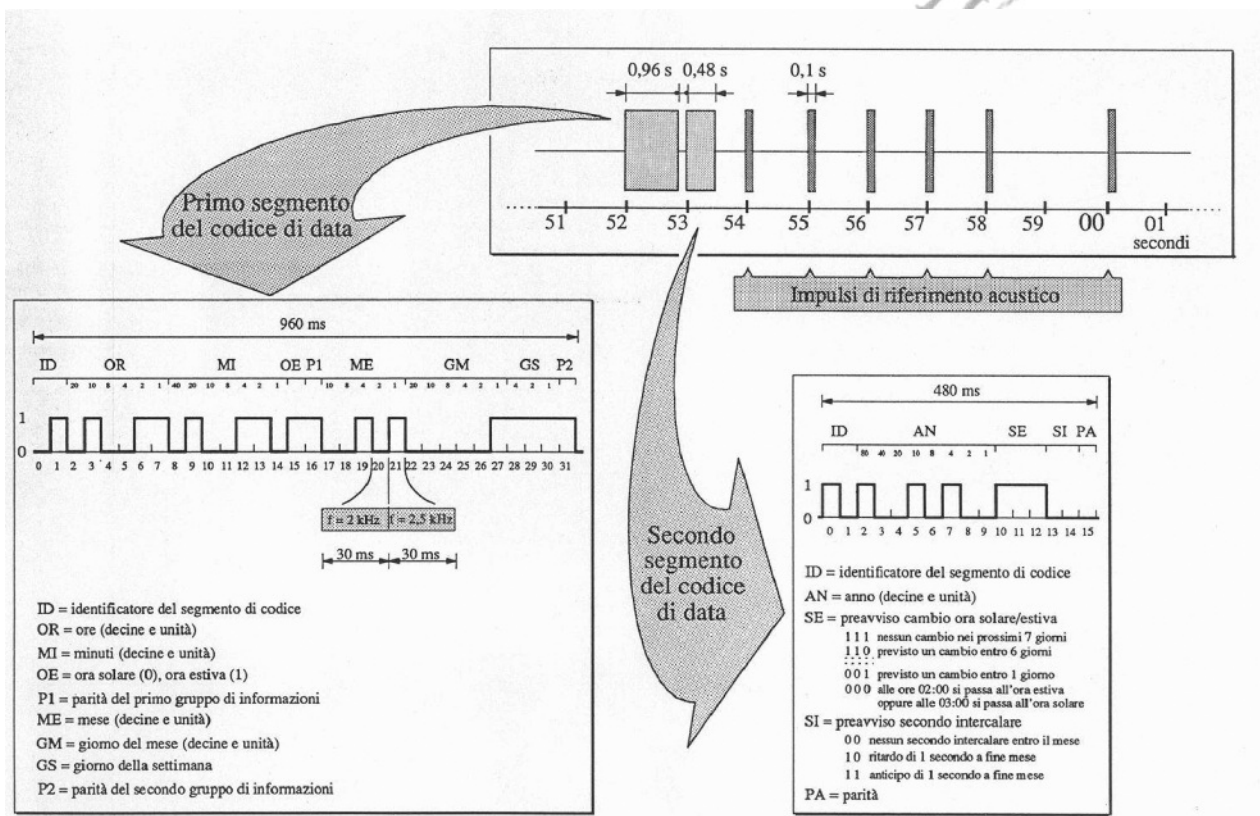 0,96 s 0,48 s 0,1 s
51 52 53 54 55 56 57 58 59 00 01
secondi
Impulsi di riferimento acustico
Primo segmento
del codice di data
960 ms
ID OR MI OE P1 ME GM GS P2
20 10 8 4 2 1 40 20 10 8 4 2 1 10 8 4 2 1 20 10 8 4 2 1 4 2 1
1
0
0 1 2 3 4 5 6 7 8 9 10 11 12 13 14 15 16 17 18 19 20 21 22 23 24 25 26 27 28 29 30 31
f = 2 kHz f = 2,5 kHz
30 ms 30 ms
ID = identificatore del segmento di codice
OR = ore (decine e unità)
MI = minuti (decine e unità)
OE = ora solare (0), ora estiva (1)
P1 = parità del primo gruppo di informazioni
ME = mese (decine e unità)
GM = giorno del mese (decine e unità)
GS = giorno della settimana
P2 = parità del secondo gruppo di informazioni
Secondo
segmento
del codice
di data
480 ms
ID AN SE SI PA
80 40 20 10 8 4 2 1
1
0
0 1 2 3 4 5 6 7 8 9 10 11 12 13 14 15
ID = identificatore del segmento di codice
AN = anno (decine e unità)
SE = preavviso cambio ora solare/estiva
1 1 1 nessun cambio nei prossimi 7 giorni
1 1 0 previsto un cambio entro 6 giorni
0 0 1 previsto un cambio entro 1 giorno
0 0 0 alle ore 02:00 si passa all'ora estiva
oppure alle 03:00 si passa all'ora solare
SI = preavviso secondo intercalare
0 0 nessun secondo intercalare entro il mese
1 0 ritardo di 1 secondo a fine mese
1 1 anticipo di 1 secondo a fine mese
PA = parità